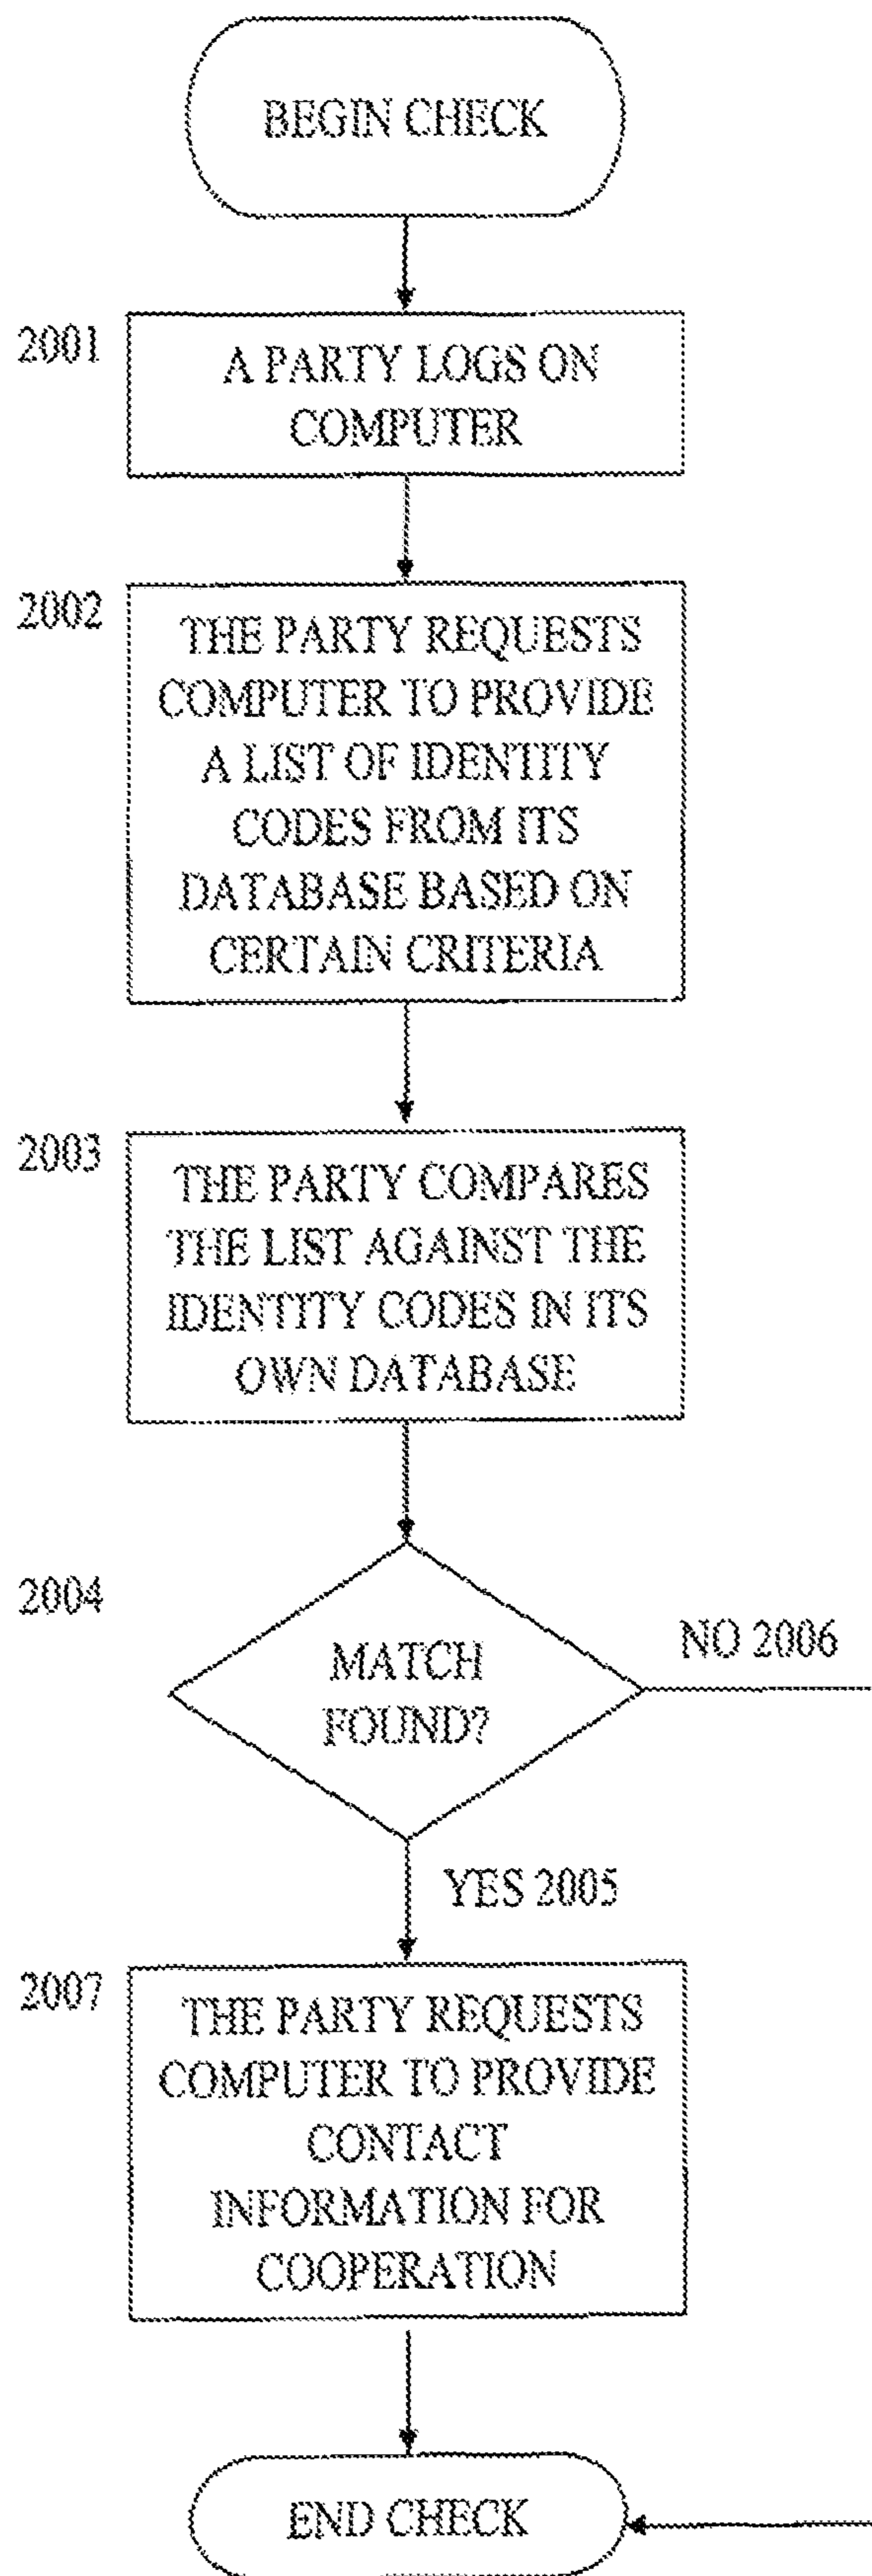 BEGIN CHECK
2001
A PARTY LOGS ON
COMPUTER
2002
THE PARTY REQUESTS
COMPUTER TO PROVIDE
A LIST OF IDENTITY
CODES FROM ITS
DATABASE BASED ON
CERTAIN CRITERIA
2003
THE PARTY COMPARES
THE LIST AGAINST THE
IDENTITY CODES IN ITS
OWN DATABASE
2004
MATCH
FOUND?
NO 2006
YES 2005
2007
THE PARTY REQUESTS
COMPUTER TO PROVIDE
CONTACT
INFORMATION FOR
COOPERATION
END CHECK